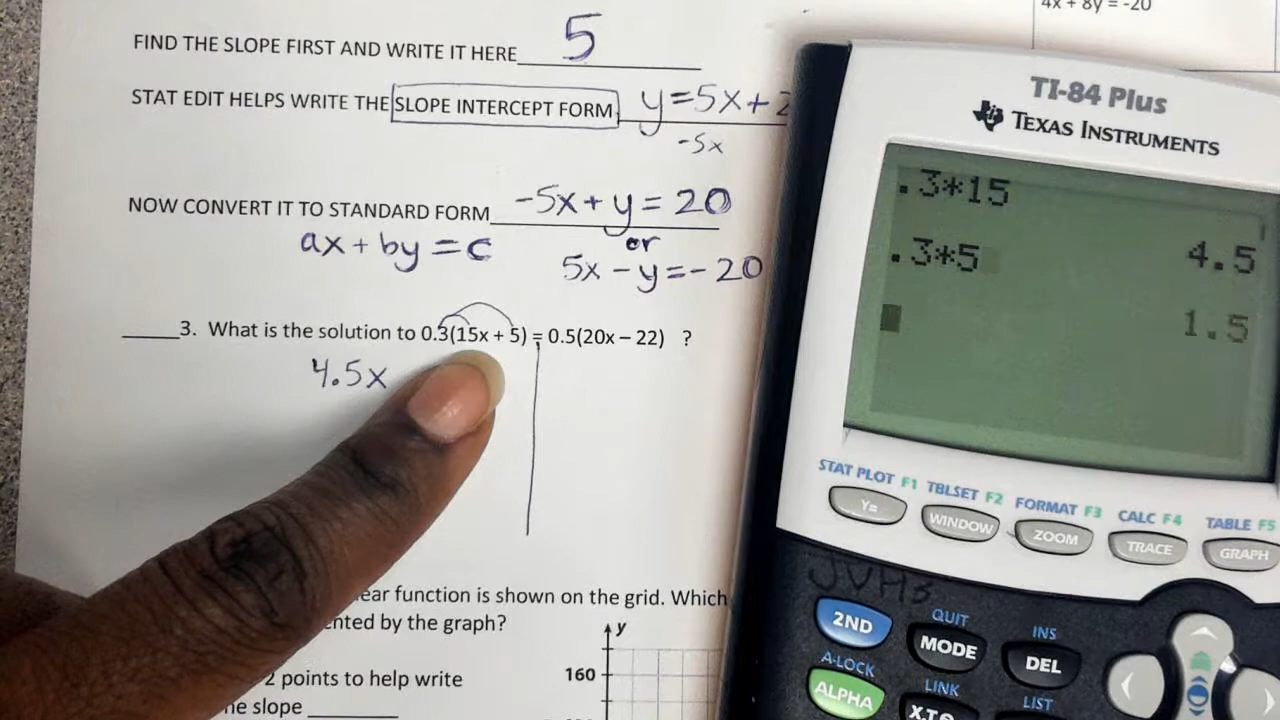 4x + 8y = -20
FIND THE SLOPE FIRST AND WRITE IT HERE 5
STAT EDIT HELPS WRITE THE SLOPE INTERCEPT FORM y=5x+2
-5x
NOW CONVERT IT TO STANDARD FORM -5x+y=20
ax+by=c or
5x-y=-20
3. What is the solution to 0.3(15x + 5) = 0.5(20x – 22) ?
4.5x
ear function is shown on the grid. Which
nted by the graph?
2 points to help write
ne slope
y
160
TI-84 Plus
TEXAS INSTRUMENTS
.3*15
4.5
.3*5
1.5
STAT PLOT F1 TBLSET F2 FORMAT F3 CALC F4 TABLE F5
Y= WINDOW ZOOM TRACE GRAPH
JVHS
QUIT INS
2ND MODE DEL
A-LOCK LINK LIST
ALPHA X,T,Θ